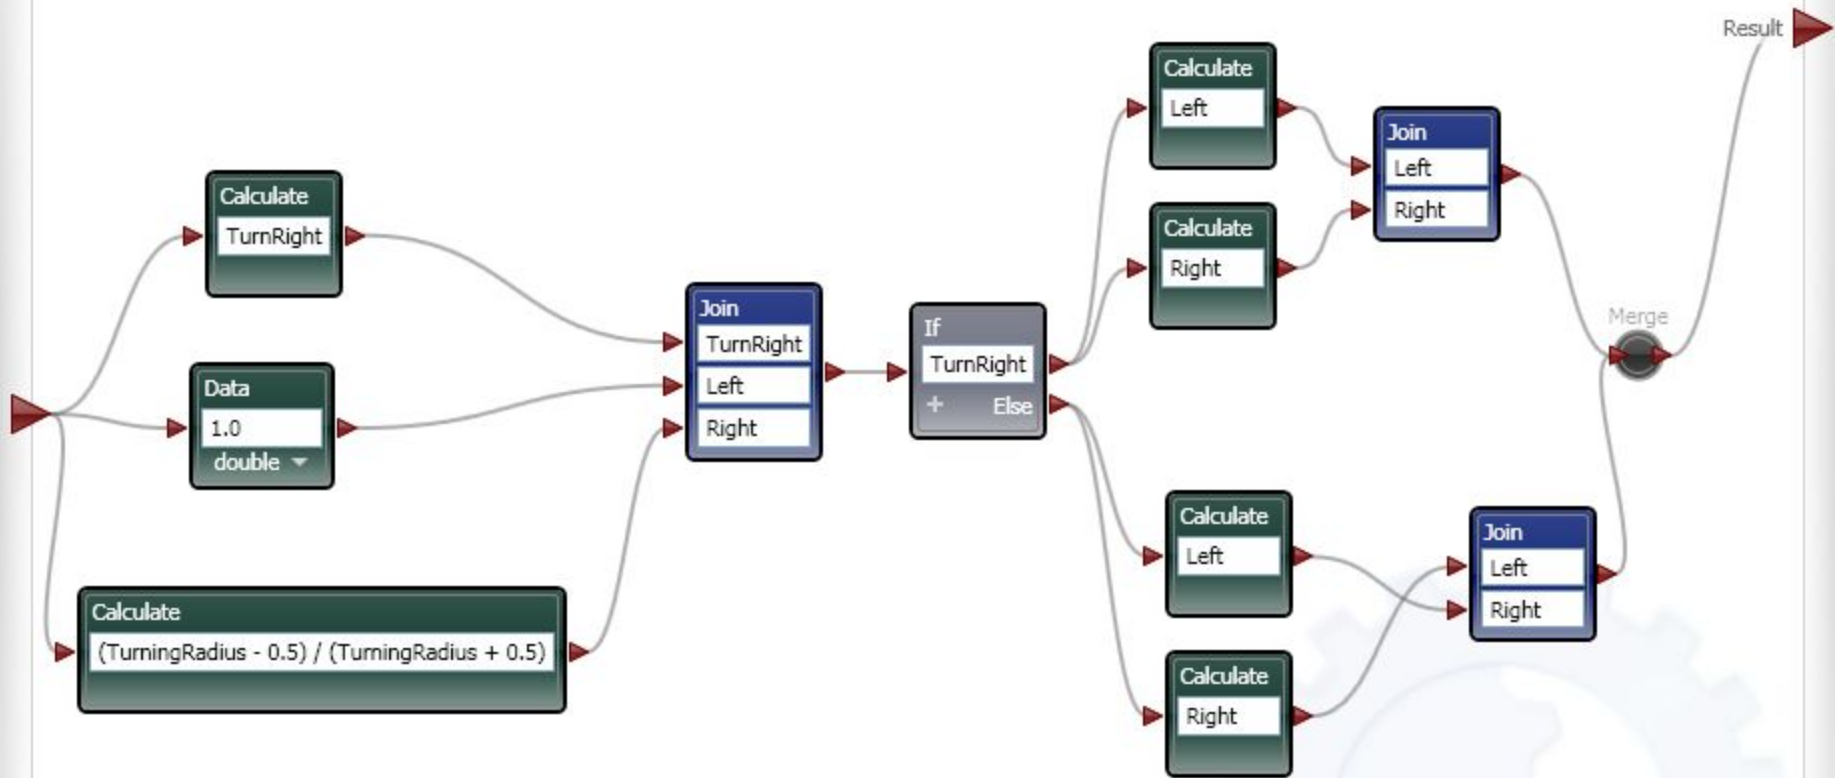 Result
Calculate
TurnRight
Data
1.0
double
Calculate
(TurningRadius - 0.5) / (TurningRadius + 0.5)
Join
TurnRight
Left
Right
If
TurnRight
+ Else
Calculate
Left
Calculate
Right
Join
Left
Right
Calculate
Left
Calculate
Right
Join
Left
Right
Merge